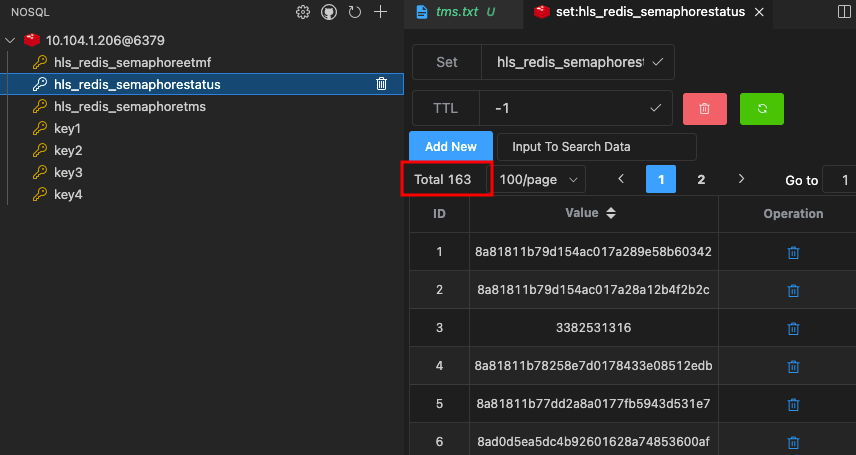 NOSQL
10.104.1.206@6379
hls_redis_semaphoreetmf
hls_redis_semaphorestatus
hls_redis_semaphoretms
key1
key2
key3
key4
tms.txt U
set:hls_redis_semaphorestatus
Set hls_redis_semaphorest
TTL -1
Add New Input To Search Data
Total 163 100/page 1 2 Go to 1
ID Value Operation
1 8a81811b79d154ac017a289e58b60342
2 8a81811b79d154ac017a28a12b4f2b2c
3 3382531316
4 8a81811b78258e7d0178433e08512edb
5 8a81811b77dd2a8a0177fb5943d531e7
6 8ad0d5ea5dc4b92601628a74853600af